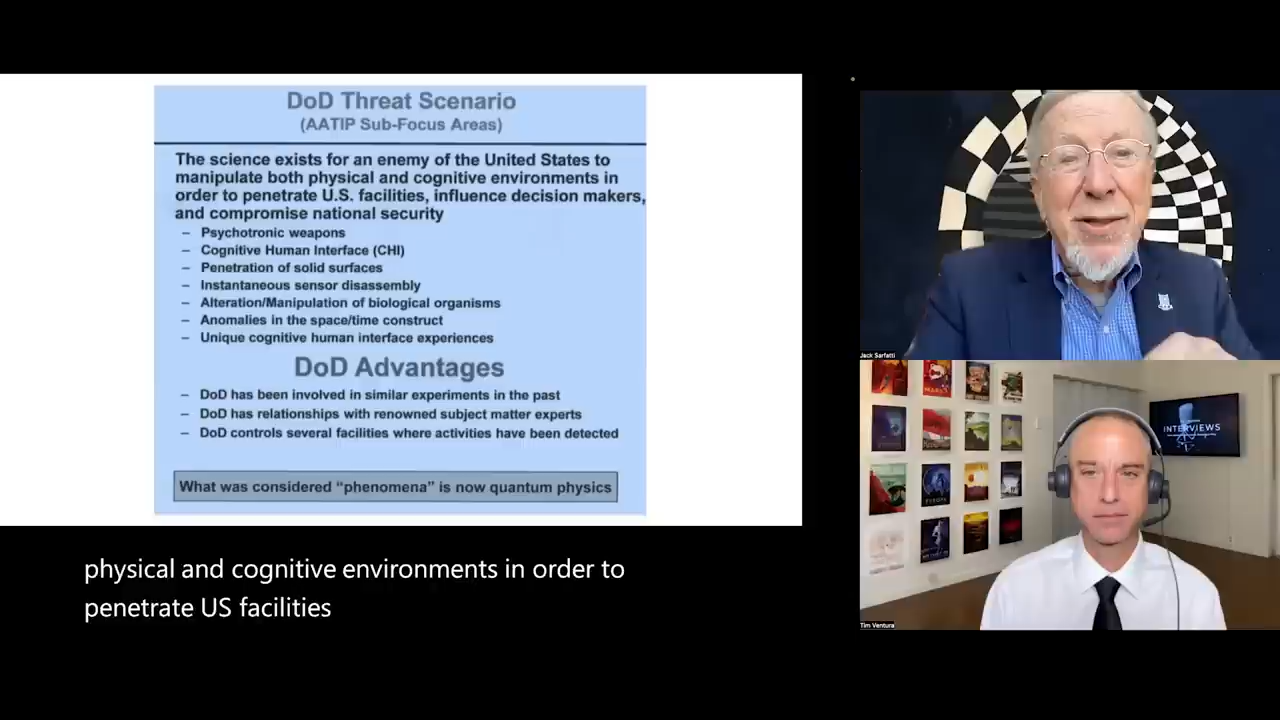 DoD Threat Scenario
(AATIP Sub-Focus Areas)
The science exists for an enemy of the United States to
manipulate both physical and cognitive environments in
order to penetrate U.S. facilities, influence decision makers,
and compromise national security
– Psychotronic weapons
– Cognitive Human Interface (CHI)
– Penetration of solid surfaces
– Instantaneous sensor disassembly
– Alteration/Manipulation of biological organisms
– Anomalies in the space/time construct
– Unique cognitive human interface experiences
DoD Advantages
– DoD has been involved in similar experiments in the past
– DoD has relationships with renowned subject matter experts
– DoD controls several facilities where activities have been detected
What was considered “phenomena” is now quantum physics
physical and cognitive environments in order to
penetrate US facilities
Jack Sarfatti
INTERVIEWS
Tim Ventura